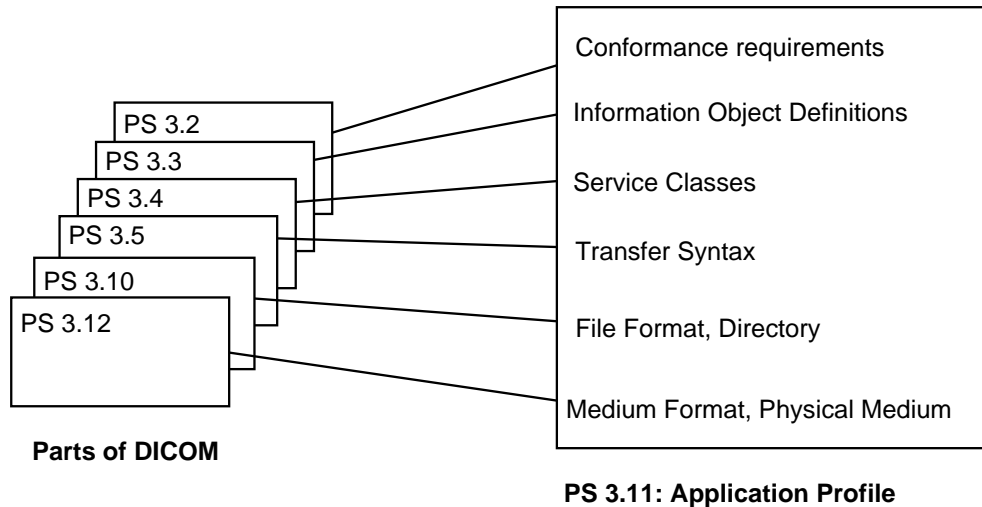 PS 3.2
PS 3.3
PS 3.4
PS 3.5
PS 3.10
PS 3.12
Parts of DICOM
Conformance requirements
Information Object Definitions
Service Classes
Transfer Syntax
File Format, Directory
Medium Format, Physical Medium
PS 3.11: Application Profile